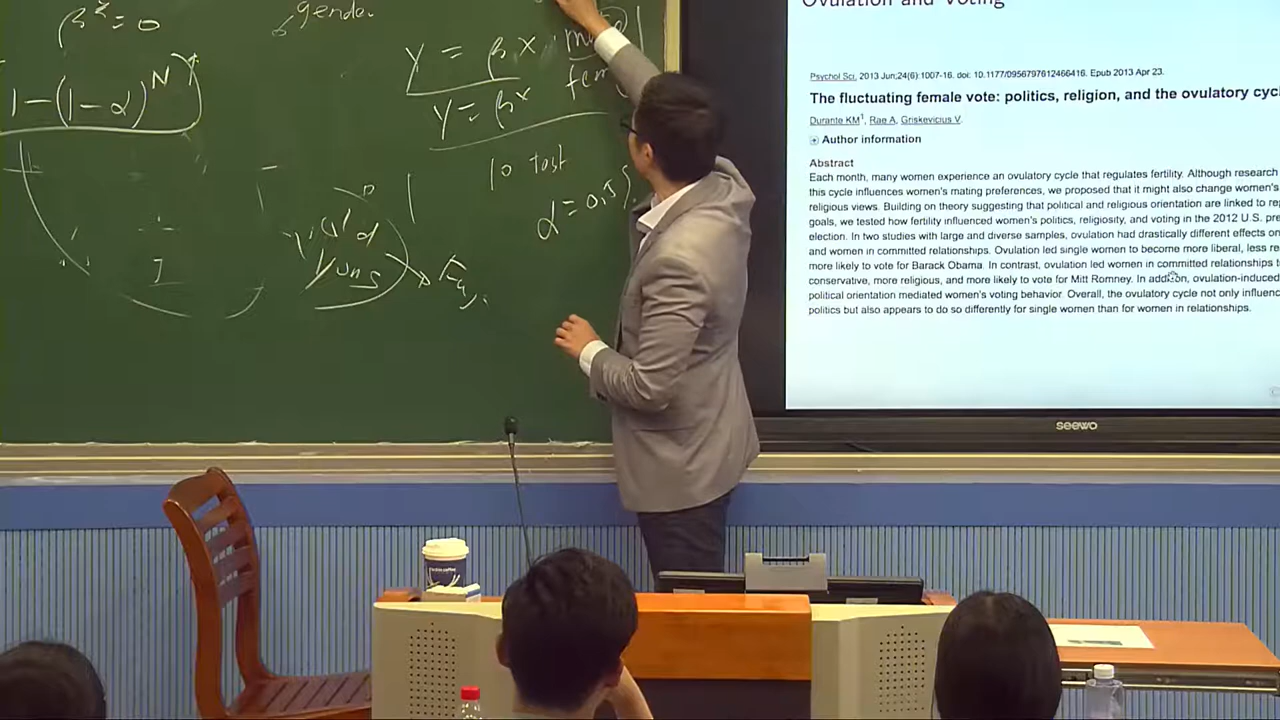 gender
1-(1-α)^N
Y = βx
male
Y = βx
fem
10 test
Ovulation and Voting
Psychol Sci. 2013 Jun;24(6):1007-16. doi: 10.1177/0956797612466416. Epub 2013 Apr 23.
The fluctuating female vote: politics, religion, and the ovulatory cycl
Durante KM1, Rae A, Griskevicius V.
Author information
Abstract
Each month, many women experience an ovulatory cycle that regulates fertility. Although research
this cycle influences women's mating preferences, we proposed that it might also change women's
religious views. Building on theory suggesting that political and religious orientation are linked to re
goals, we tested how fertility influenced women's politics, religiosity, and voting in the 2012 U.S. pre
election. In two studies with large and diverse samples, ovulation had drastically different effects on
and women in committed relationships. Ovulation led single women to become more liberal, less re
more likely to vote for Barack Obama. In contrast, ovulation led women in committed relationships t
conservative, more religious, and more likely to vote for Mitt Romney. In addition, ovulation-induced
political orientation mediated women's voting behavior. Overall, the ovulatory cycle not only influenc
politics but also appears to do so differently for single women than for women in relationships.
seewo